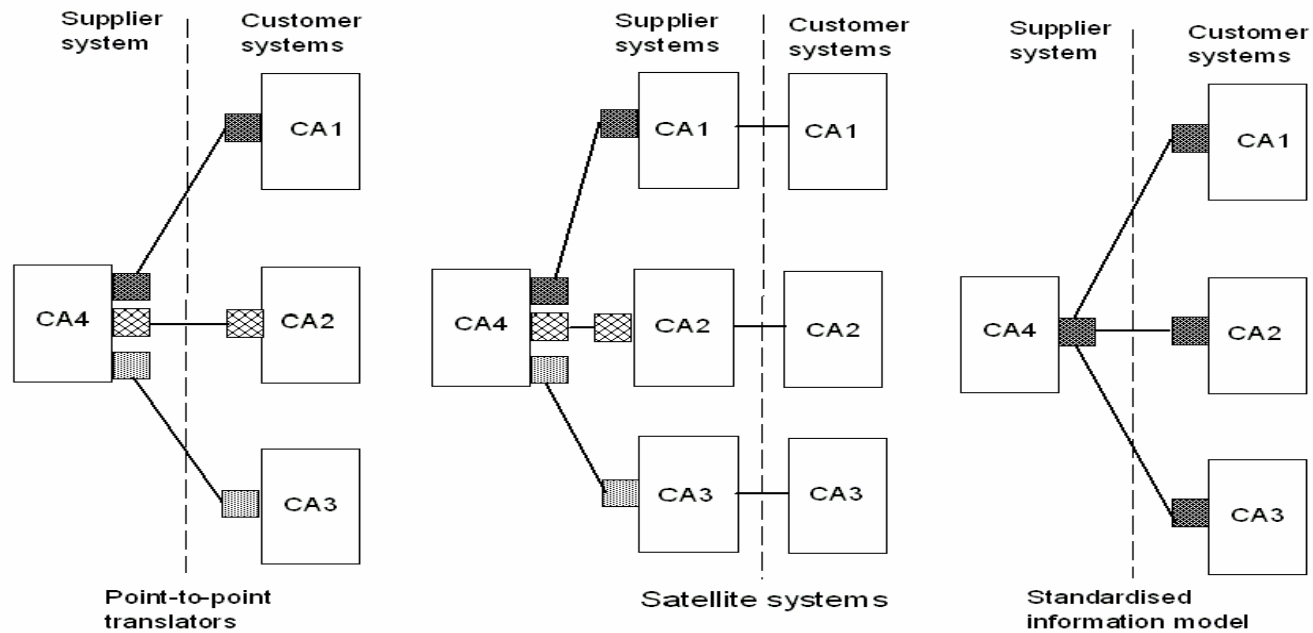 Supplier
system
Customer
systems
CA1
CA4
CA2
CA3
Point-to-point
translators
Supplier
systems
Customer
systems
CA1
CA1
CA4
CA2
CA2
CA3
CA3
Satellite systems
Supplier
system
Customer
systems
CA1
CA4
CA2
CA3
Standardised
information model